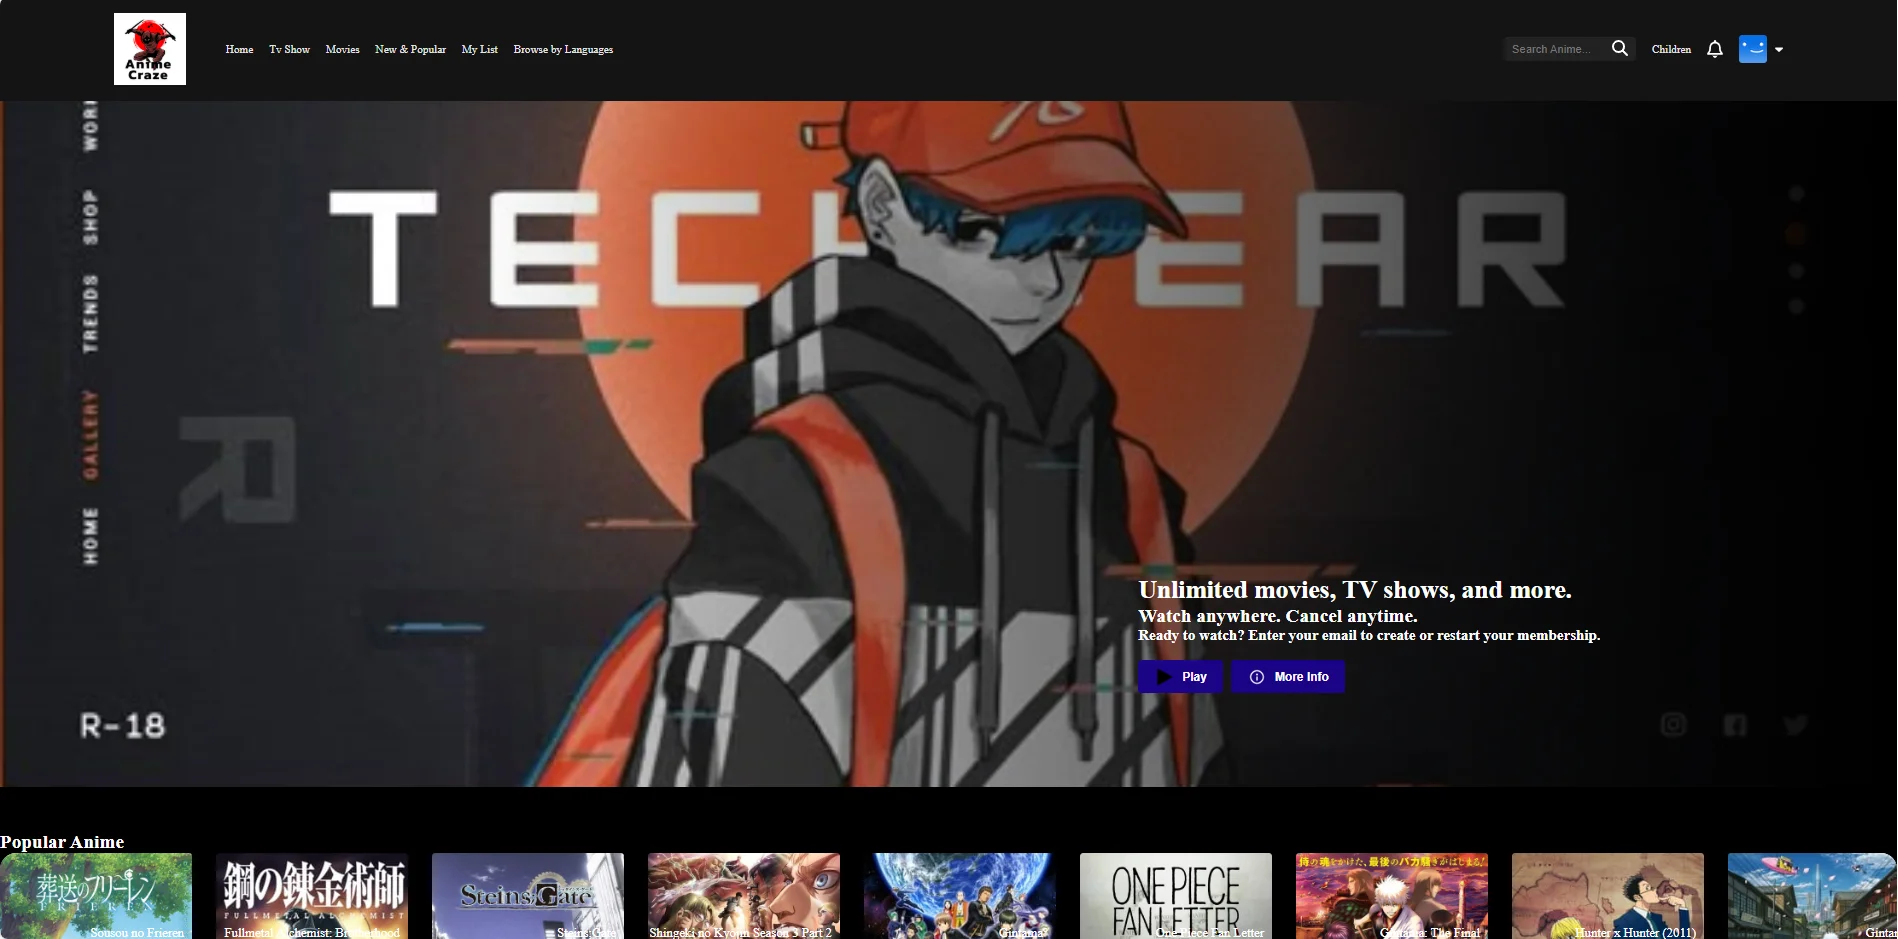 Anime
Craze
Home
Tv Show
Movies
New & Popular
My List
Browse by Languages
Search Anime...
Children
SHOP
TRENDS
GALLERY
HOME
R-18
Unlimited movies, TV shows, and more.
Watch anywhere. Cancel anytime.
Ready to watch? Enter your email to create or restart your membership.
Play
More Info
Popular Anime
葬送のフリーレン
FRIEREN
Sousou no Frieren
鋼の錬金術師
FULLMETAL ALCHEMIST
Fullmetal Alchemist: Brotherhood
Steins;Gate
Steins;Gate
Shingeki no Kyojin Season 3 Part 2
Gintama°
ONE PIECE
FAN LETTER
One Piece Fan Letter
侍の魂をかけた、最後のバカ騒ぎがはじまる!
Gintama: The Final
Hunter x Hunter (2011)